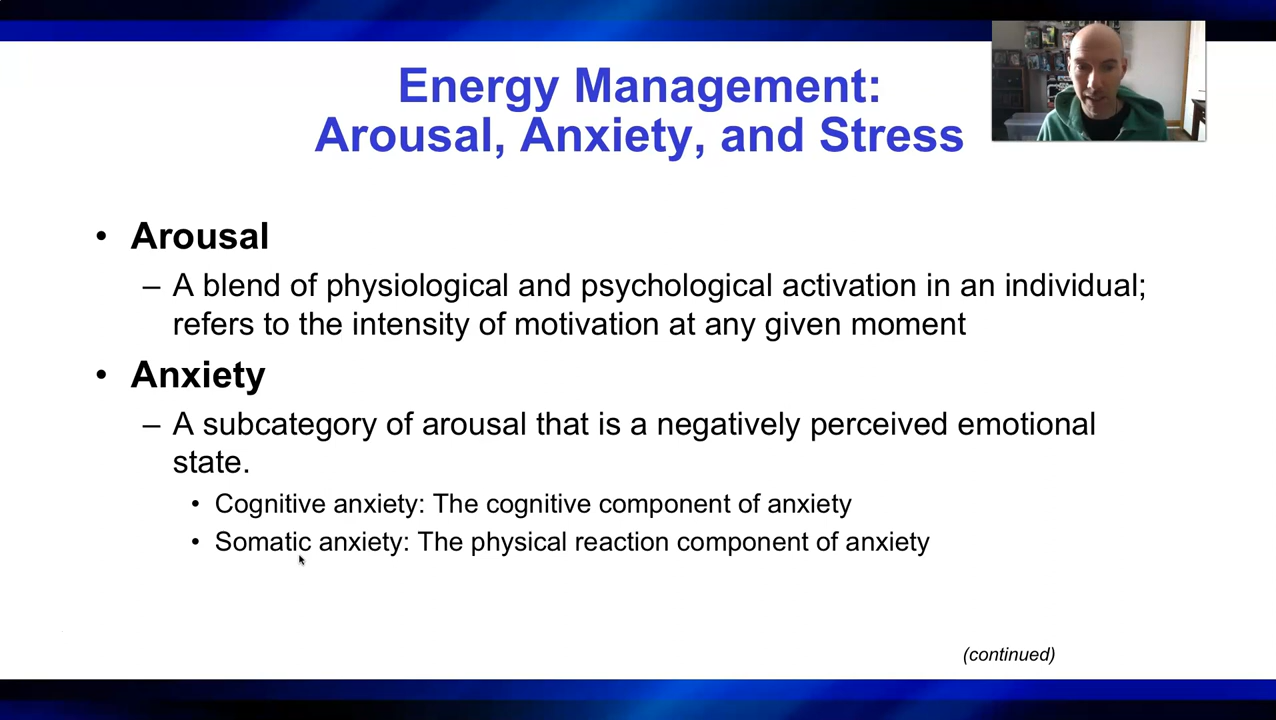 Energy Management:
Arousal, Anxiety, and Stress
• Arousal
– A blend of physiological and psychological activation in an individual;
refers to the intensity of motivation at any given moment
• Anxiety
– A subcategory of arousal that is a negatively perceived emotional
state.
• Cognitive anxiety: The cognitive component of anxiety
• Somatic anxiety: The physical reaction component of anxiety
(continued)